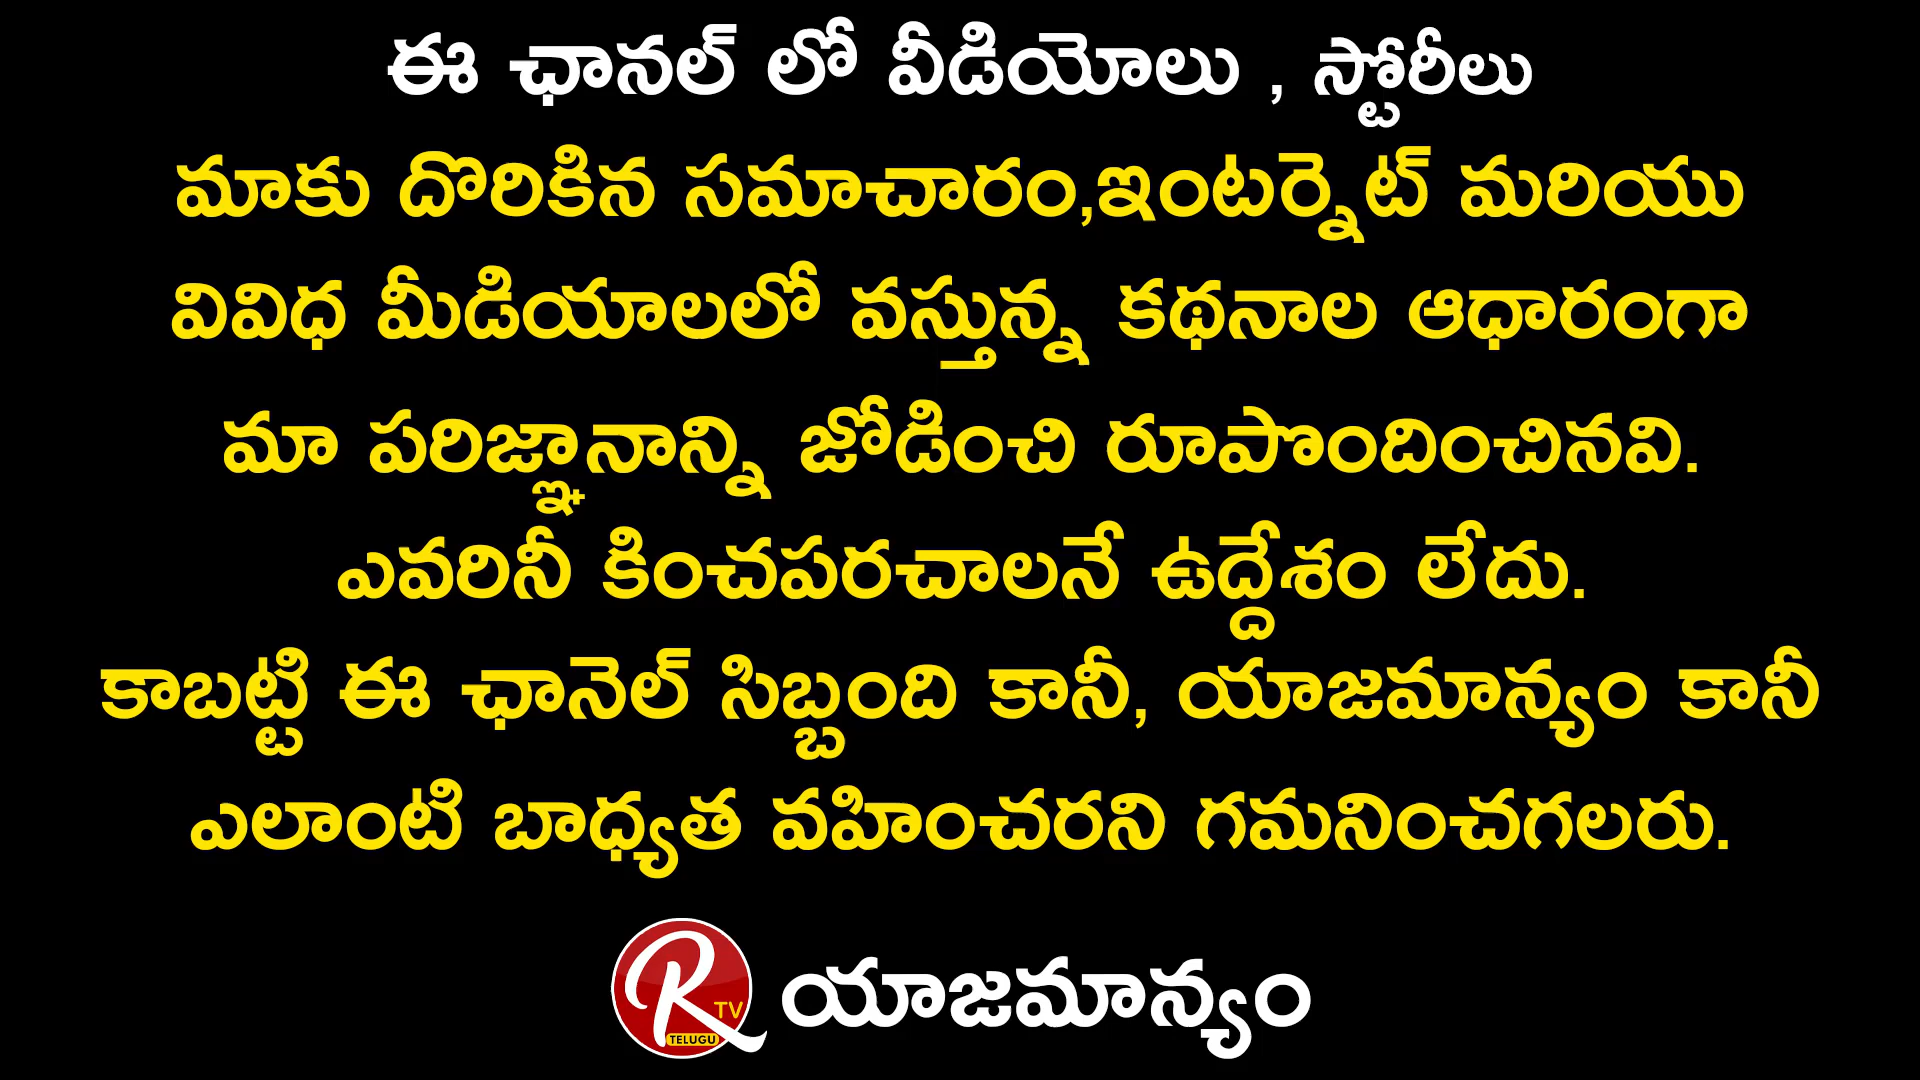 ఈ ఛానల్ లో వీడియోలు , స్టోరీలు
మాకు దొరికిన సమాచారం,ఇంటర్నెట్ మరియు
వివిధ మీడియాలలో వస్తున్న కథనాల ఆధారంగా
మా పరిజ్ఞానాన్ని జోడించి రూపొందించినవి.
ఎవరినీ కించపరచాలనే ఉద్దేశం లేదు.
కాబట్టి ఈ ఛానెల్ సిబ్బంది కానీ, యాజమాన్యం కానీ
ఎలాంటి బాధ్యత వహించరని గమనించగలరు.
R TV TELUGU యాజమాన్యం